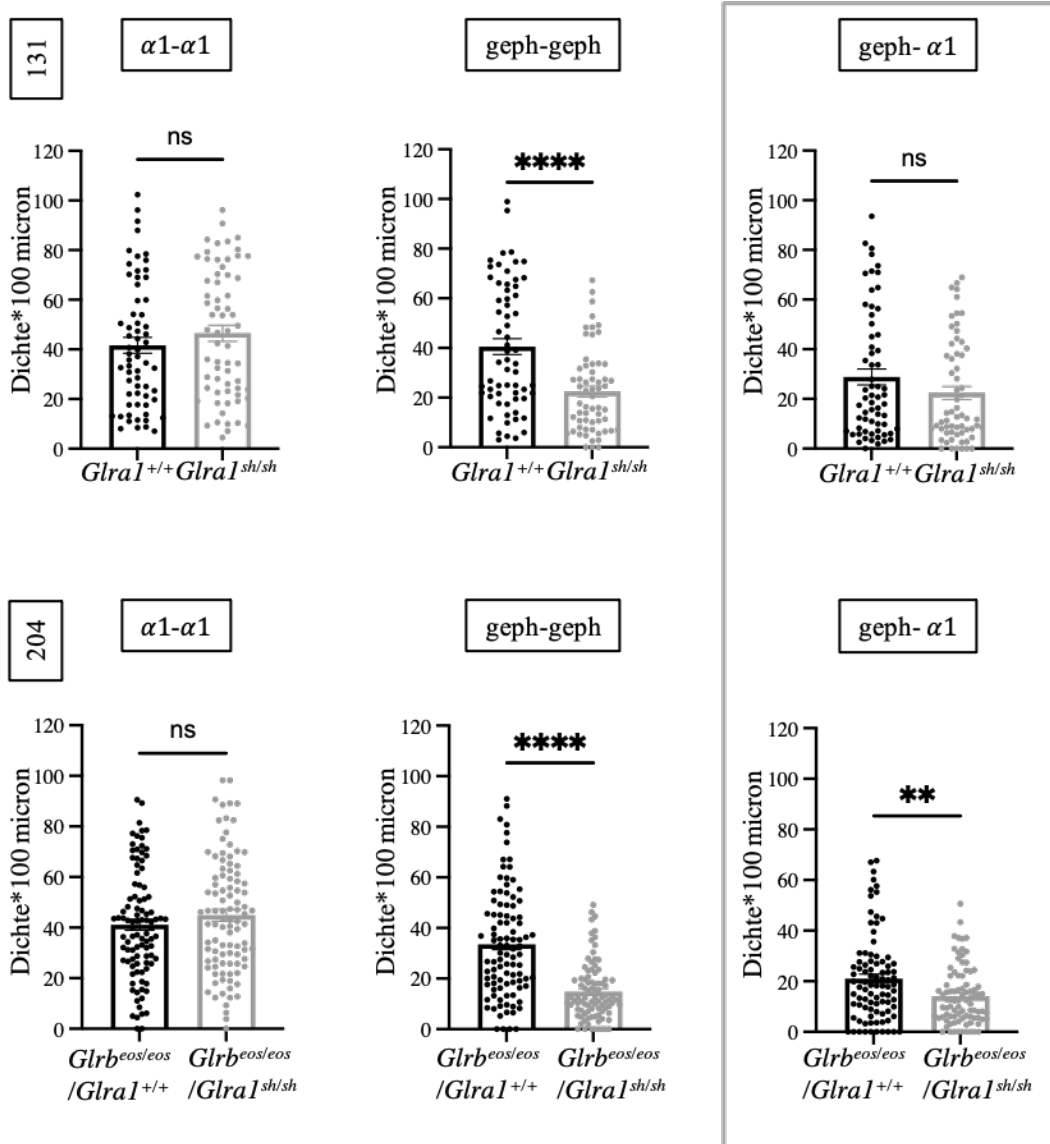 131
α1-α1
geph-geph
geph- α1
ns
Dichte*100 micron
120
100
80
60
40
20
0
Glra1+/+ Glra1sh/sh
****
Dichte*100 micron
120
100
80
60
40
20
0
Glra1+/+ Glra1sh/sh
ns
Dichte*100 micron
120
100
80
60
40
20
0
Glra1+/+ Glra1sh/sh
204
α1-α1
geph-geph
geph- α1
ns
Dichte*100 micron
120
100
80
60
40
20
0
Glrbeos/eos Glrbeos/eos
/Glra1+/+ /Glra1sh/sh
****
Dichte*100 micron
120
100
80
60
40
20
0
Glrbeos/eos Glrbeos/eos
/Glra1+/+ /Glra1sh/sh
**
Dichte*100 micron
120
100
80
60
40
20
0
Glrbeos/eos Glrbeos/eos
/Glra1+/+ /Glra1sh/sh